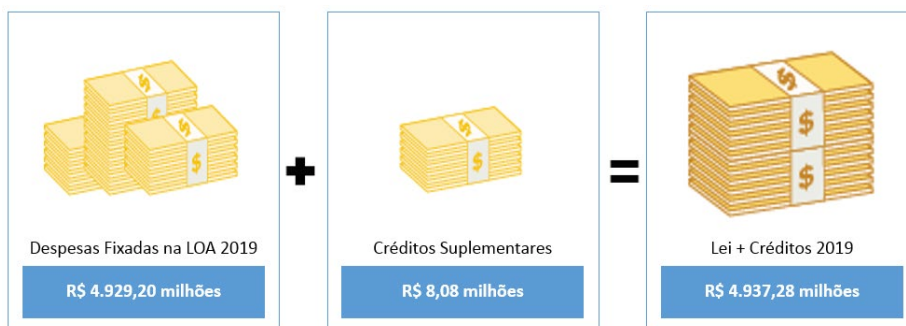 Despesas Fixadas na LOA 2019
R$ 4.929,20 milhões
+
Créditos Suplementares
R$ 8,08 milhões
=
Lei + Créditos 2019
R$ 4.937,28 milhões